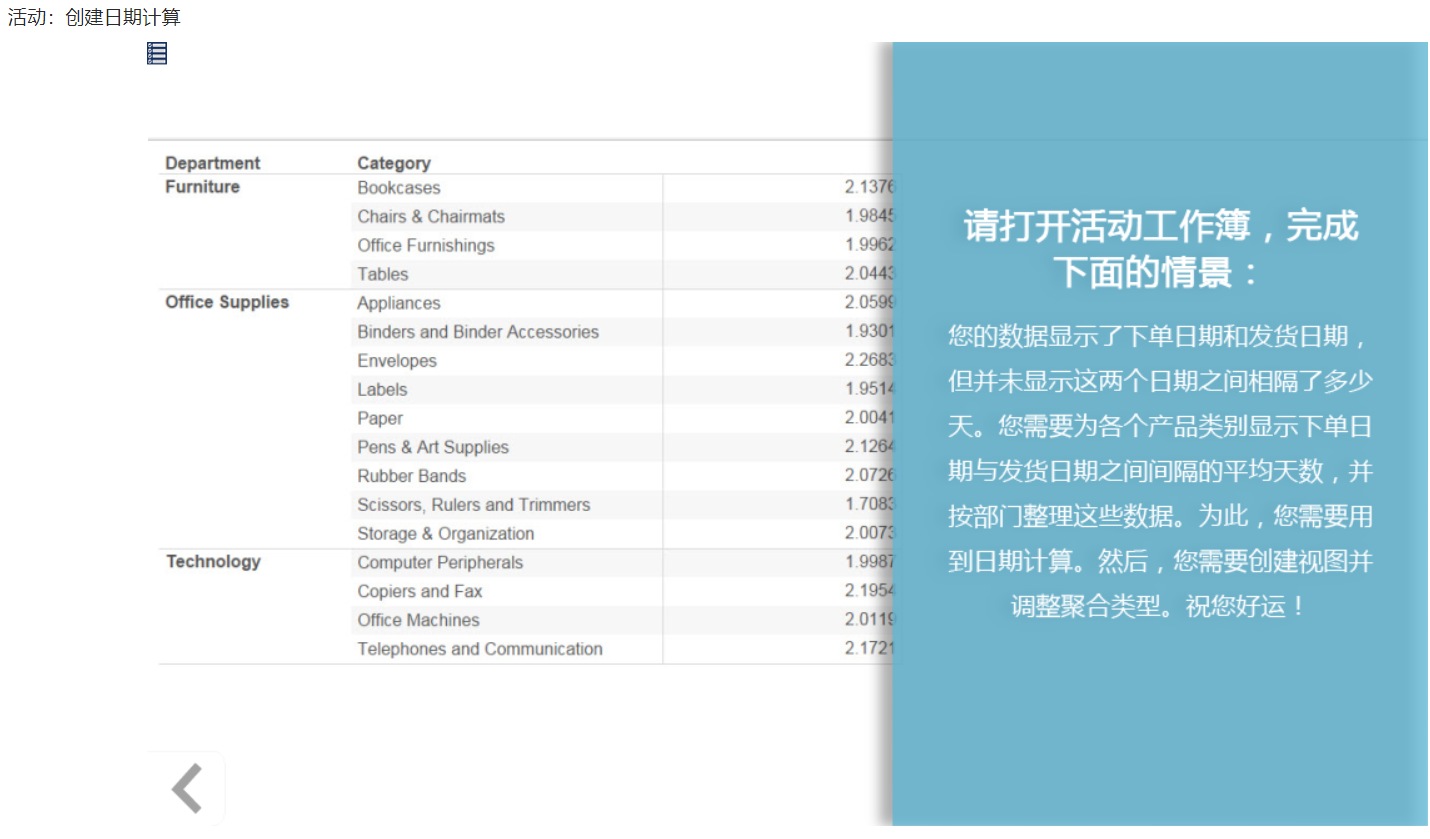 活动：创建日期计算
Department Category
Furniture Bookcases 2.1376
Chairs & Chairmats 1.9845
Office Furnishings 1.9962
Tables 2.0443
Office Supplies Appliances 2.0599
Binders and Binder Accessories 1.9301
Envelopes 2.2683
Labels 1.9514
Paper 2.0041
Pens & Art Supplies 2.1264
Rubber Bands 2.0726
Scissors, Rulers and Trimmers 1.7083
Storage & Organization 2.0073
Technology Computer Peripherals 1.9987
Copiers and Fax 2.1954
Office Machines 2.0119
Telephones and Communication 2.1721
请打开活动工作簿，完成
下面的情景：
您的数据显示了下单日期和发货日期，
但并未显示这两个日期之间相隔了多少
天。您需要为各个产品类别显示下单日
期与发货日期之间间隔的平均天数，并
按部门整理这些数据。为此，您需要用
到日期计算。然后，您需要创建视图并
调整聚合类型。祝您好运！